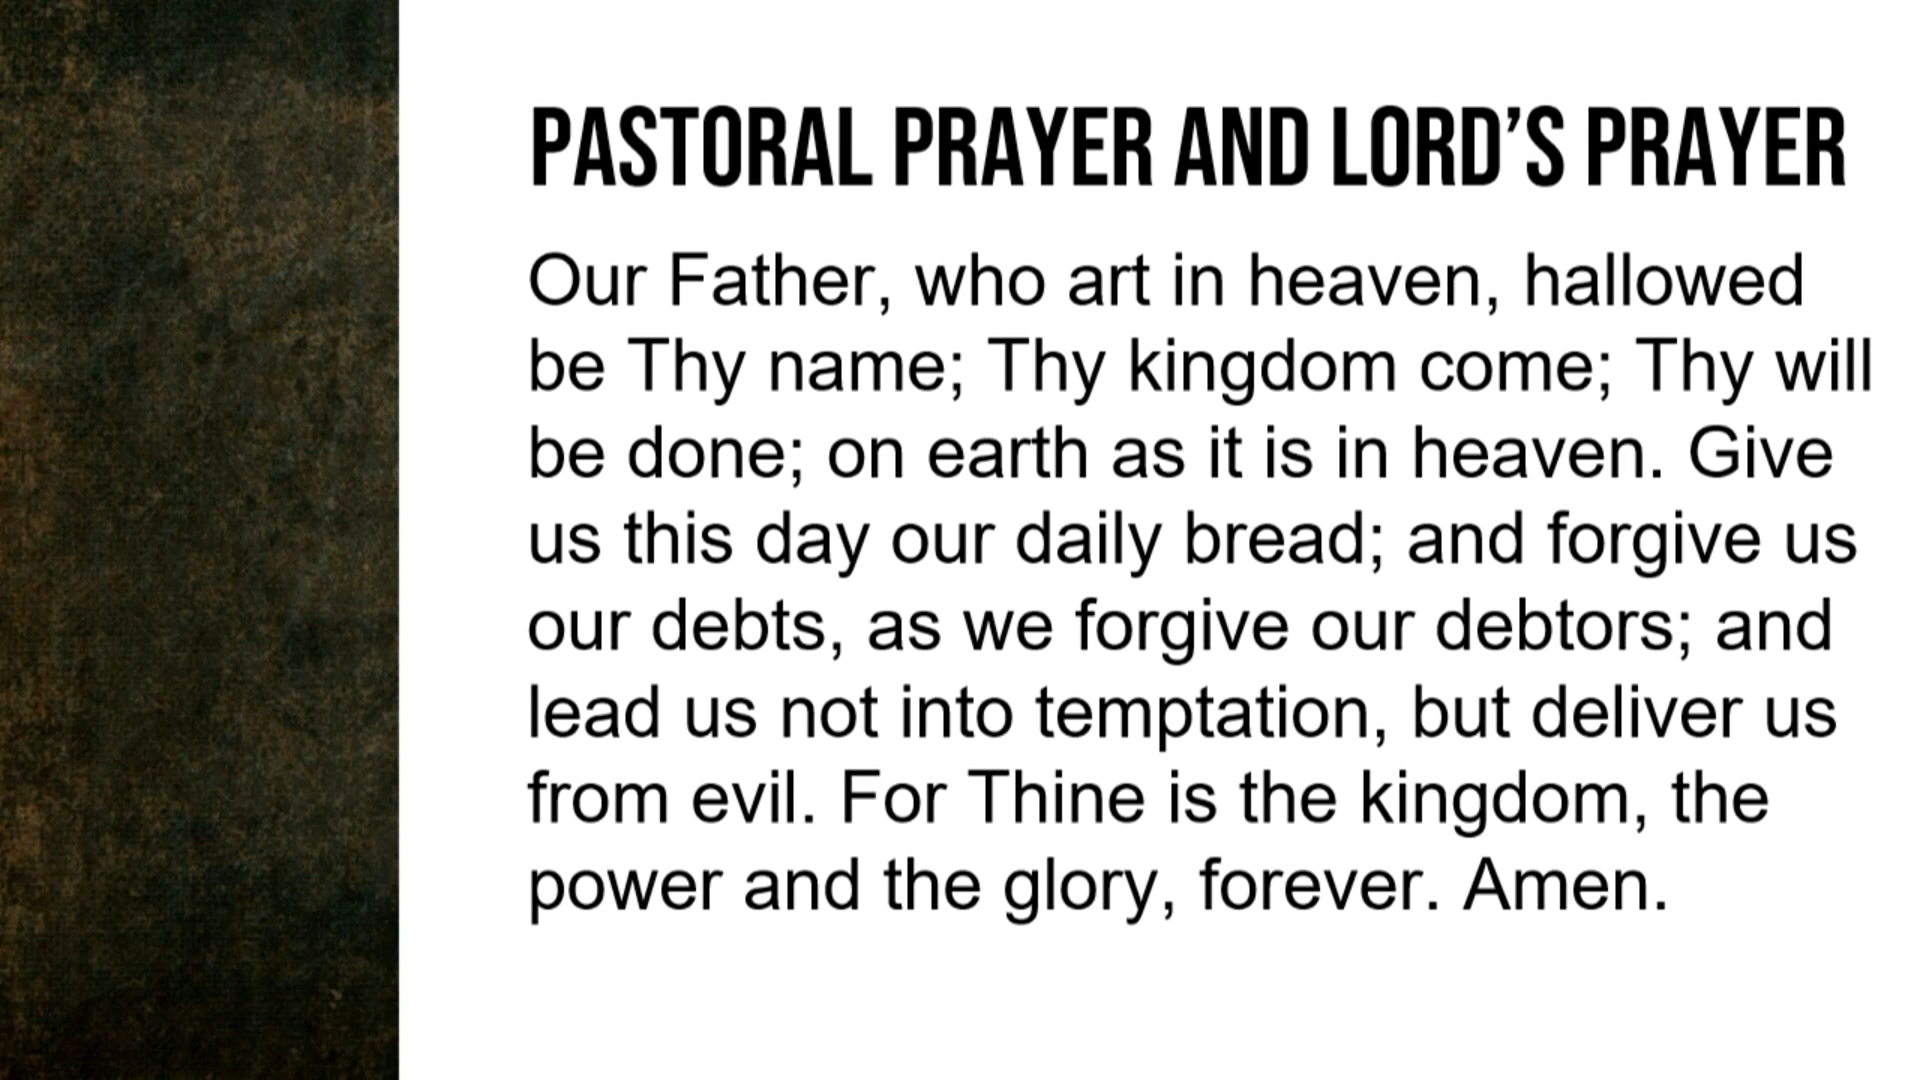 PASTORAL PRAYER AND LORD’S PRAYER
Our Father, who art in heaven, hallowed
be Thy name; Thy kingdom come; Thy will
be done; on earth as it is in heaven. Give
us this day our daily bread; and forgive us
our debts, as we forgive our debtors; and
lead us not into temptation, but deliver us
from evil. For Thine is the kingdom, the
power and the glory, forever. Amen.